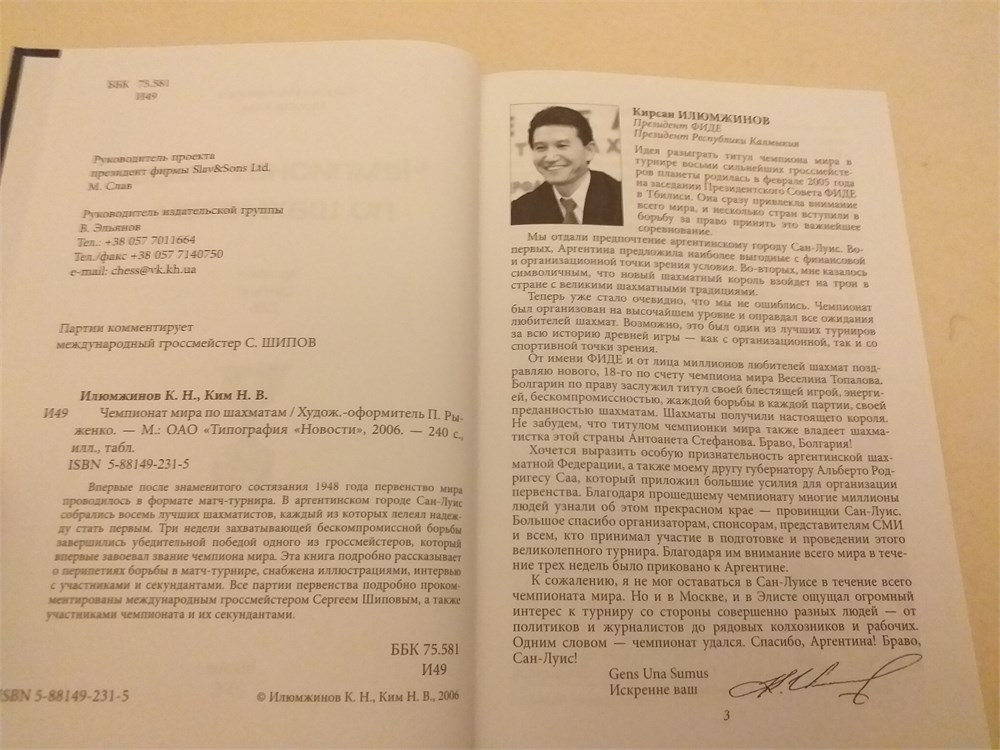 ББК 75.581
И49
Руководитель проекта
президент фирмы Slav&Sons Ltd.
М. Слав
Руководитель издательской группы
В. Эльянов
Тел.: +38 057 7011664
Тел./факс +38 057 7140750
e-mail: chess@vk.kh.ua
Партии комментирует
международный гроссмейстер С. ШИПОВ
Илюмжинов К. Н., Ким Н. В.
И49 Чемпионат мира по шахматам / Худож.-оформитель П. Ры-
женко. — М.: ОАО «Типография «Новости», 2006. — 240 с.,
илл., табл.
ISBN 5-88149-231-5
Впервые после знаменитого состязания 1948 года первенство мира
проводилось в формате матч-турнира. В аргентинском городе Сан-Луис
собрались восемь лучших шахматистов, каждый из которых лелеял надеж-
ду стать первым. Три недели захватывающей бескомпромиссной борьбы
завершились убедительной победой одного из гроссмейстеров, который
впервые завоевал звание чемпиона мира. Эта книга подробно рассказывает
о перипетиях борьбы в матч-турнире, снабжена иллюстрациями, интервью
с участниками и секундантами. Все партии первенства подробно проком-
ментированы международным гроссмейстером Сергеем Шиповым, а также
участниками чемпионата и их секундантами.
ББК 75.581
И49
ISBN 5-88149-231-5
© Илюмжинов К. Н., Ким Н. В., 2006
Кирсан ИЛЮМЖИНОВ
Президент ФИДЕ
Президент Республики Калмыкия
Идея разыграть титул чемпиона мира в
турнире восьми сильнейших гроссмейсте-
ров планеты родилась в феврале 2005 года
на заседании Президентского Совета ФИДЕ
в Тбилиси. Она сразу привлекла внимание
всего мира, и несколько стран вступили в
борьбу за право принять это важнейшее
соревнование.
Мы отдали предпочтение аргентинскому городу Сан-Луис. Во-
первых, Аргентина предложила наиболее выгодные с финансовой
и организационной точки зрения условия. Во-вторых, мне казалось
символичным, что новый шахматный король взойдет на трон в
стране с великими шахматными традициями.
Теперь уже стало очевидно, что мы не ошиблись. Чемпионат
был организован на высочайшем уровне и оправдал все ожидания
любителей шахмат. Возможно, это был один из лучших турниров
за всю историю древней игры — как с организационной, так и со
спортивной точки зрения.
От имени ФИДЕ и от лица миллионов любителей шахмат позд-
равляю нового, 18-го по счету чемпиона мира Веселина Топалова.
Болгарин по праву заслужил титул своей блестящей игрой, энерги-
ей, бескомпромиссностью, жаждой борьбы в каждой партии, своей
преданностью шахматам. Шахматы получили настоящего короля.
Не забудем, что титулом чемпионки мира также владеет шахма-
тистка этой страны Антоанета Стефанова. Браво, Болгария!
Хочется выразить особую признательность аргентинской шах-
матной Федерации, а также моему другу губернатору Альберто Род-
ригесу Саа, который приложил большие усилия для организации
первенства. Благодаря прошедшему чемпионату многие миллионы
людей узнали об этом прекрасном крае — провинции Сан-Луис.
Большое спасибо организаторам, спонсорам, представителям СМИ
и всем, кто принимал участие в подготовке и проведении этого
великолепного турнира. Благодаря им внимание всего мира в тече-
ние трех недель было приковано к Аргентине.
К сожалению, я не мог оставаться в Сан-Луисе в течение всего
чемпионата мира. Но и в Москве, и в Элисте ощущал огромный
интерес к турниру со стороны совершенно разных людей — от
политиков и журналистов до рядовых колхозников и рабочих.
Одним словом — чемпионат удался. Спасибо, Аргентина! Браво,
Сан-Луис!
Gens Una Sumus
Искренне ваш
3